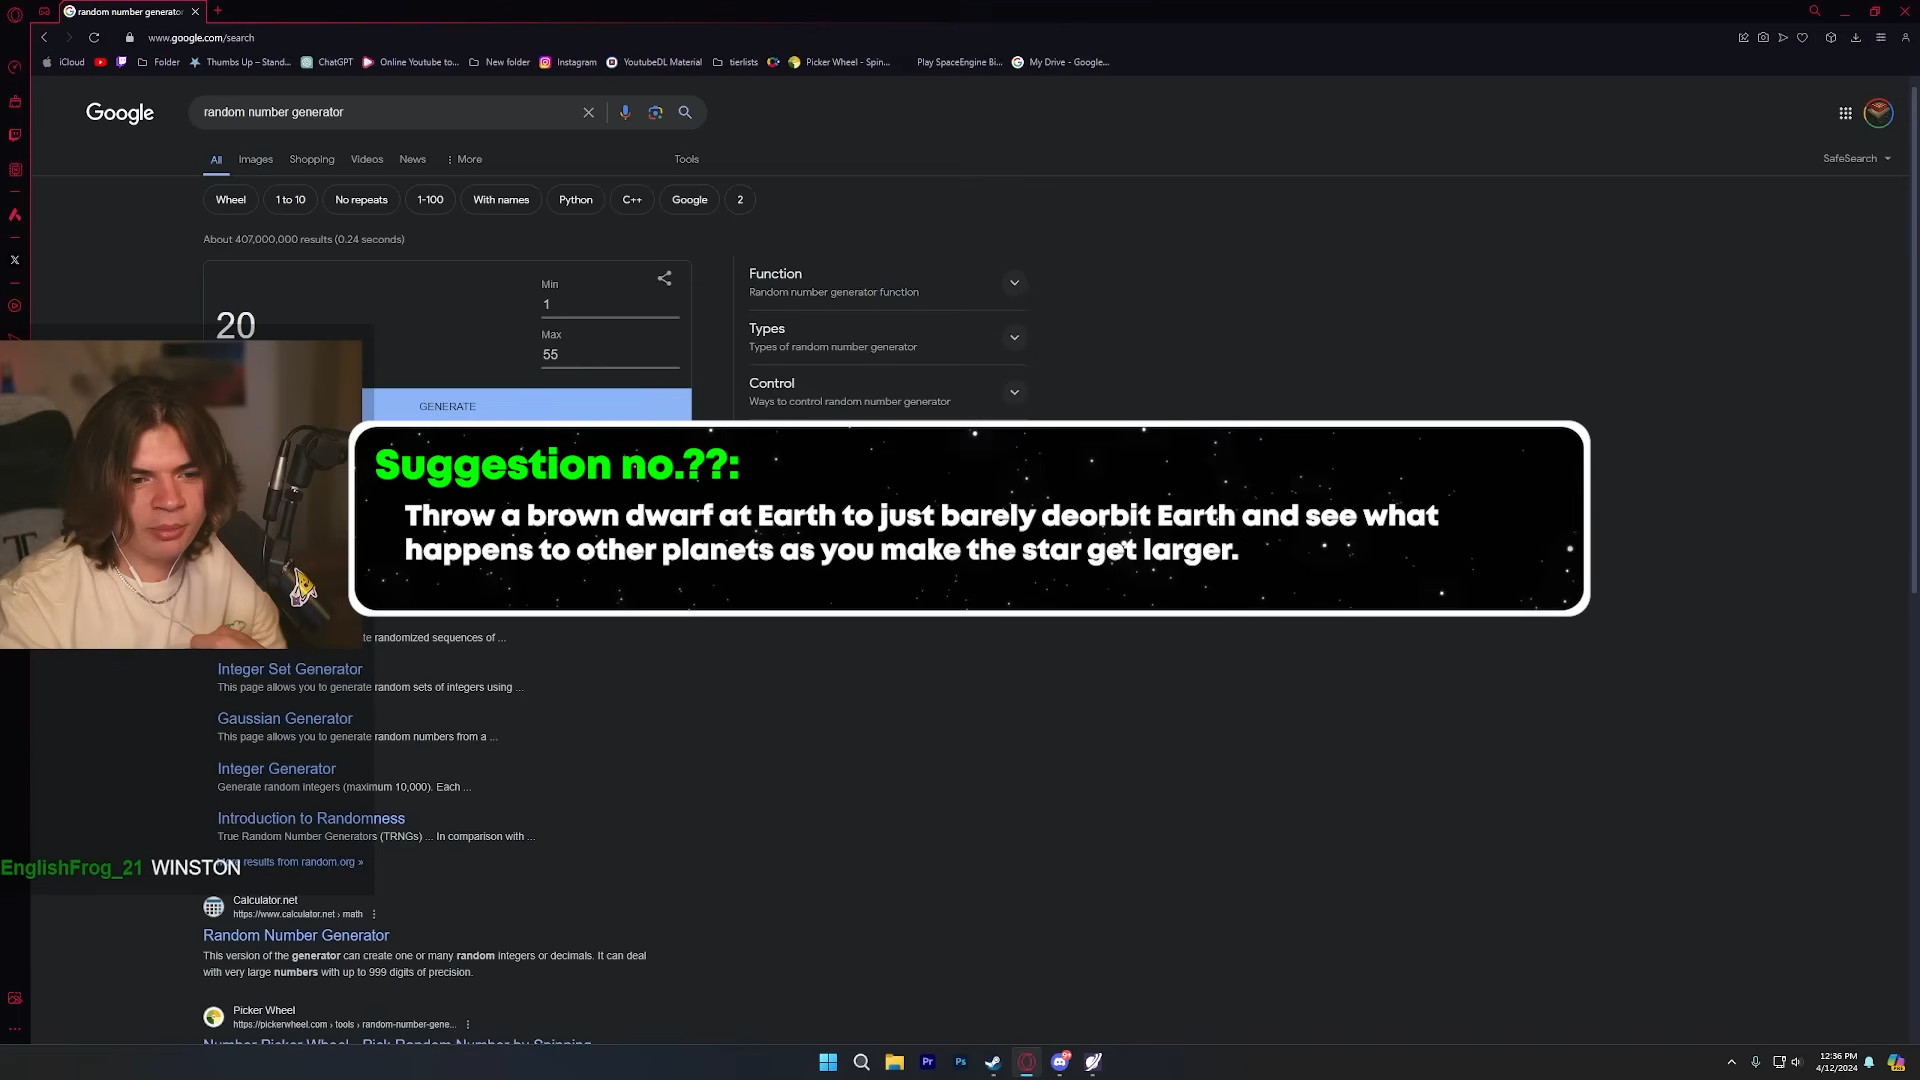 random number generator
www.google.com/search
iCloud
Folder
Thumbs Up – Stand...
ChatGPT
Online Youtube to...
New folder
Instagram
YoutubeDL Material
tierlists
Picker Wheel - Spin...
Play SpaceEngine Bi...
My Drive - Google...
Google
random number generator
All
Images
Shopping
Videos
News
More
Tools
SafeSearch
Wheel
1 to 10
No repeats
1-100
With names
Python
C++
Google
2
About 407,000,000 results (0.24 seconds)
20
Min
1
Max
55
GENERATE
Function
Random number generator function
Types
Types of random number generator
Control
Ways to control random number generator
Suggestion no.??:
Throw a brown dwarf at Earth to just barely deorbit Earth and see what
happens to other planets as you make the star get larger.
te randomized sequences of ...
Integer Set Generator
This page allows you to generate random sets of integers using ...
Gaussian Generator
This page allows you to generate random numbers from a ...
Integer Generator
Generate random integers (maximum 10,000). Each ...
Introduction to Randomness
True Random Number Generators (TRNGs) ... In comparison with ...
More results from random.org »
EnglishFrog_21 WINSTON
Calculator.net
https://www.calculator.net › math
Random Number Generator
This version of the generator can create one or many random integers or decimals. It can deal
with very large numbers with up to 999 digits of precision.
Picker Wheel
https://pickerwheel.com › tools › random-number-gene...
Number Picker Wheel - Pick Random Number by Spinning
Pr
Ps
12:36 PM
4/12/2024